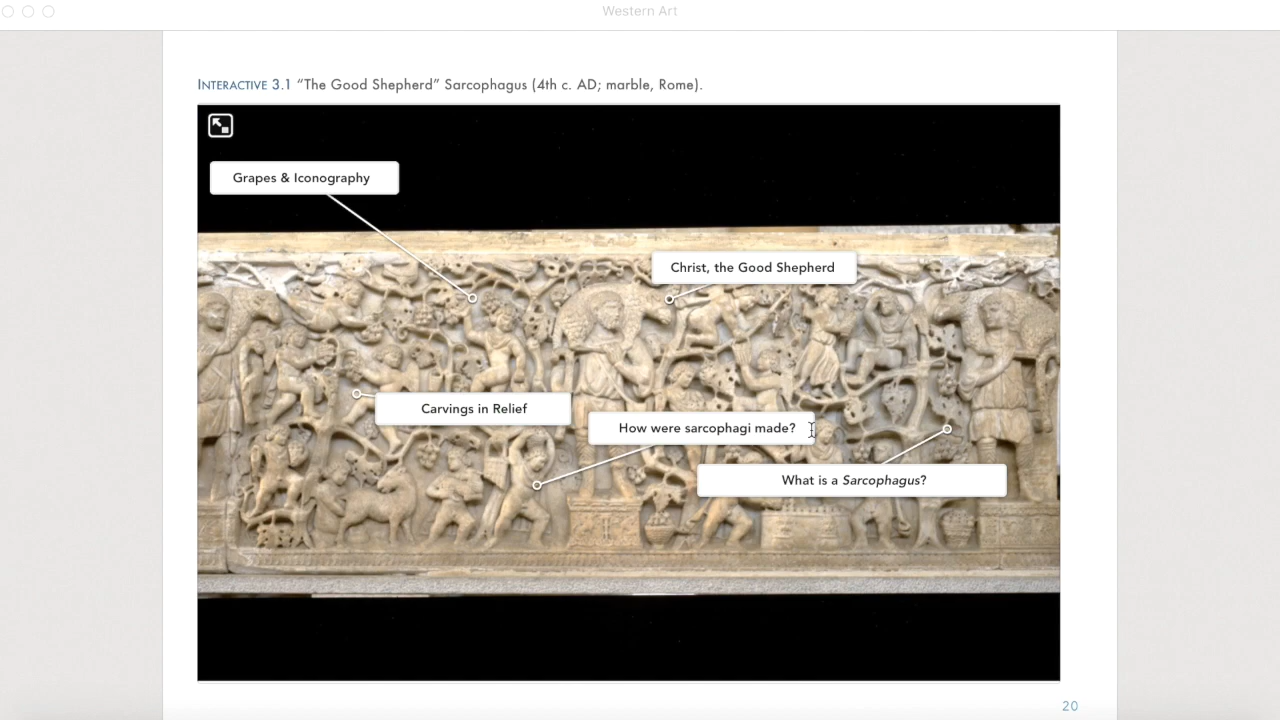 Western Art
INTERACTIVE 3.1 “The Good Shepherd” Sarcophagus (4th c. AD; marble, Rome).
Grapes & Iconography
Christ, the Good Shepherd
Carvings in Relief
How were sarcophagi made?
What is a Sarcophagus?
20